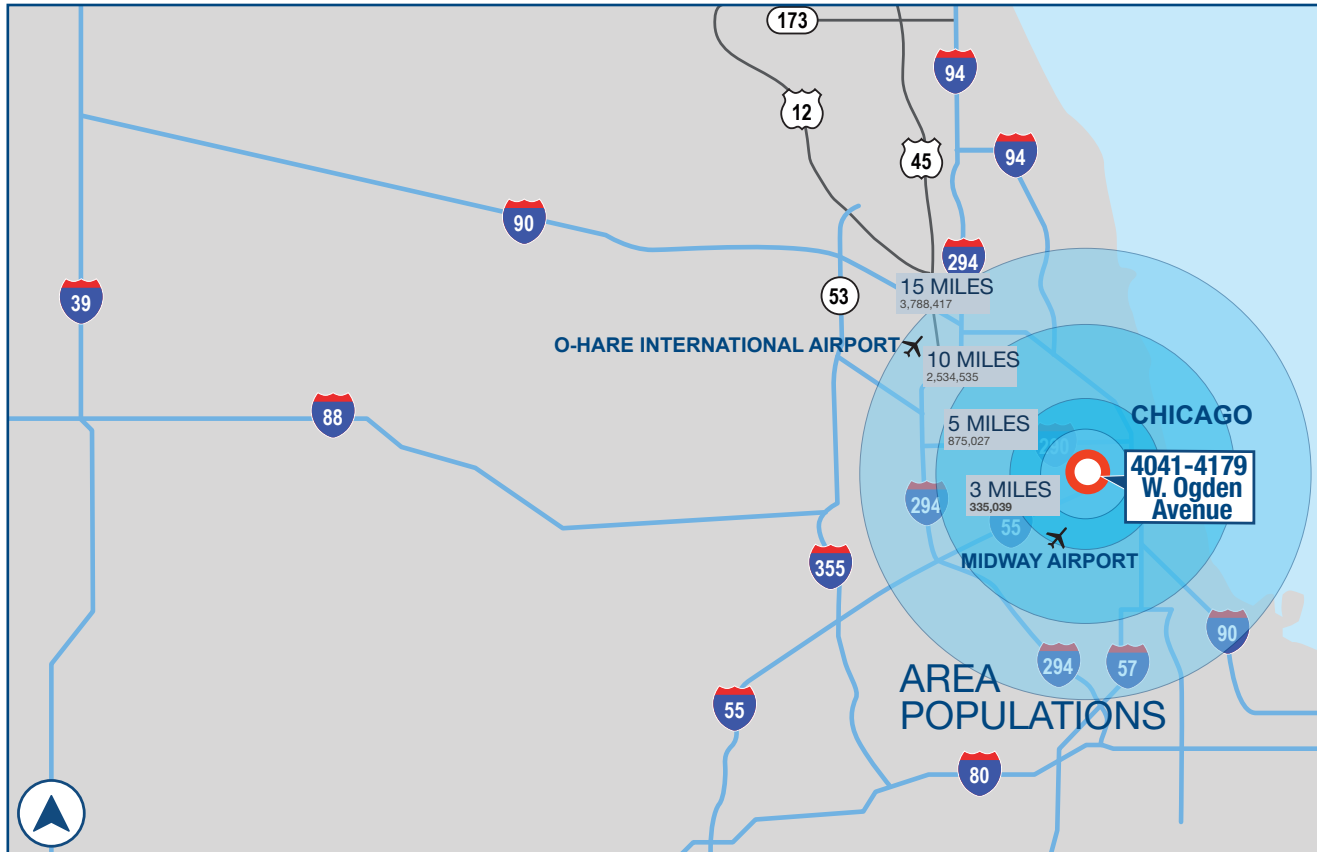 173
94
12
45
94
90
294
39
53
15 MILES
3,788,417
O-HARE INTERNATIONAL AIRPORT
10 MILES
2,534,535
88
5 MILES
875,027
CHICAGO
290
4041-4179
W. Ogden
Avenue
3 MILES
335,039
294
55
MIDWAY AIRPORT
355
90
294
57
AREA
POPULATIONS
55
80